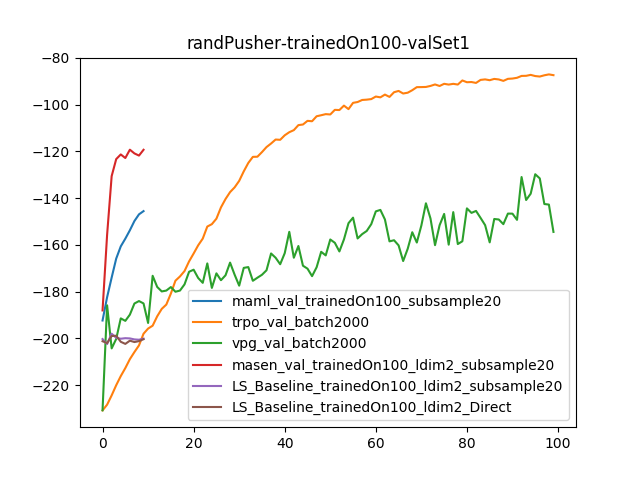 randPusher-trainedOn100-valSet1
−80
−100
−120
−140
−160
−180
−200
−220
0
20
40
60
80
100
maml_val_trainedOn100_subsample20
trpo_val_batch2000
vpg_val_batch2000
masen_val_trainedOn100_ldim2_subsample20
LS_Baseline_trainedOn100_ldim2_subsample20
LS_Baseline_trainedOn100_ldim2_Direct